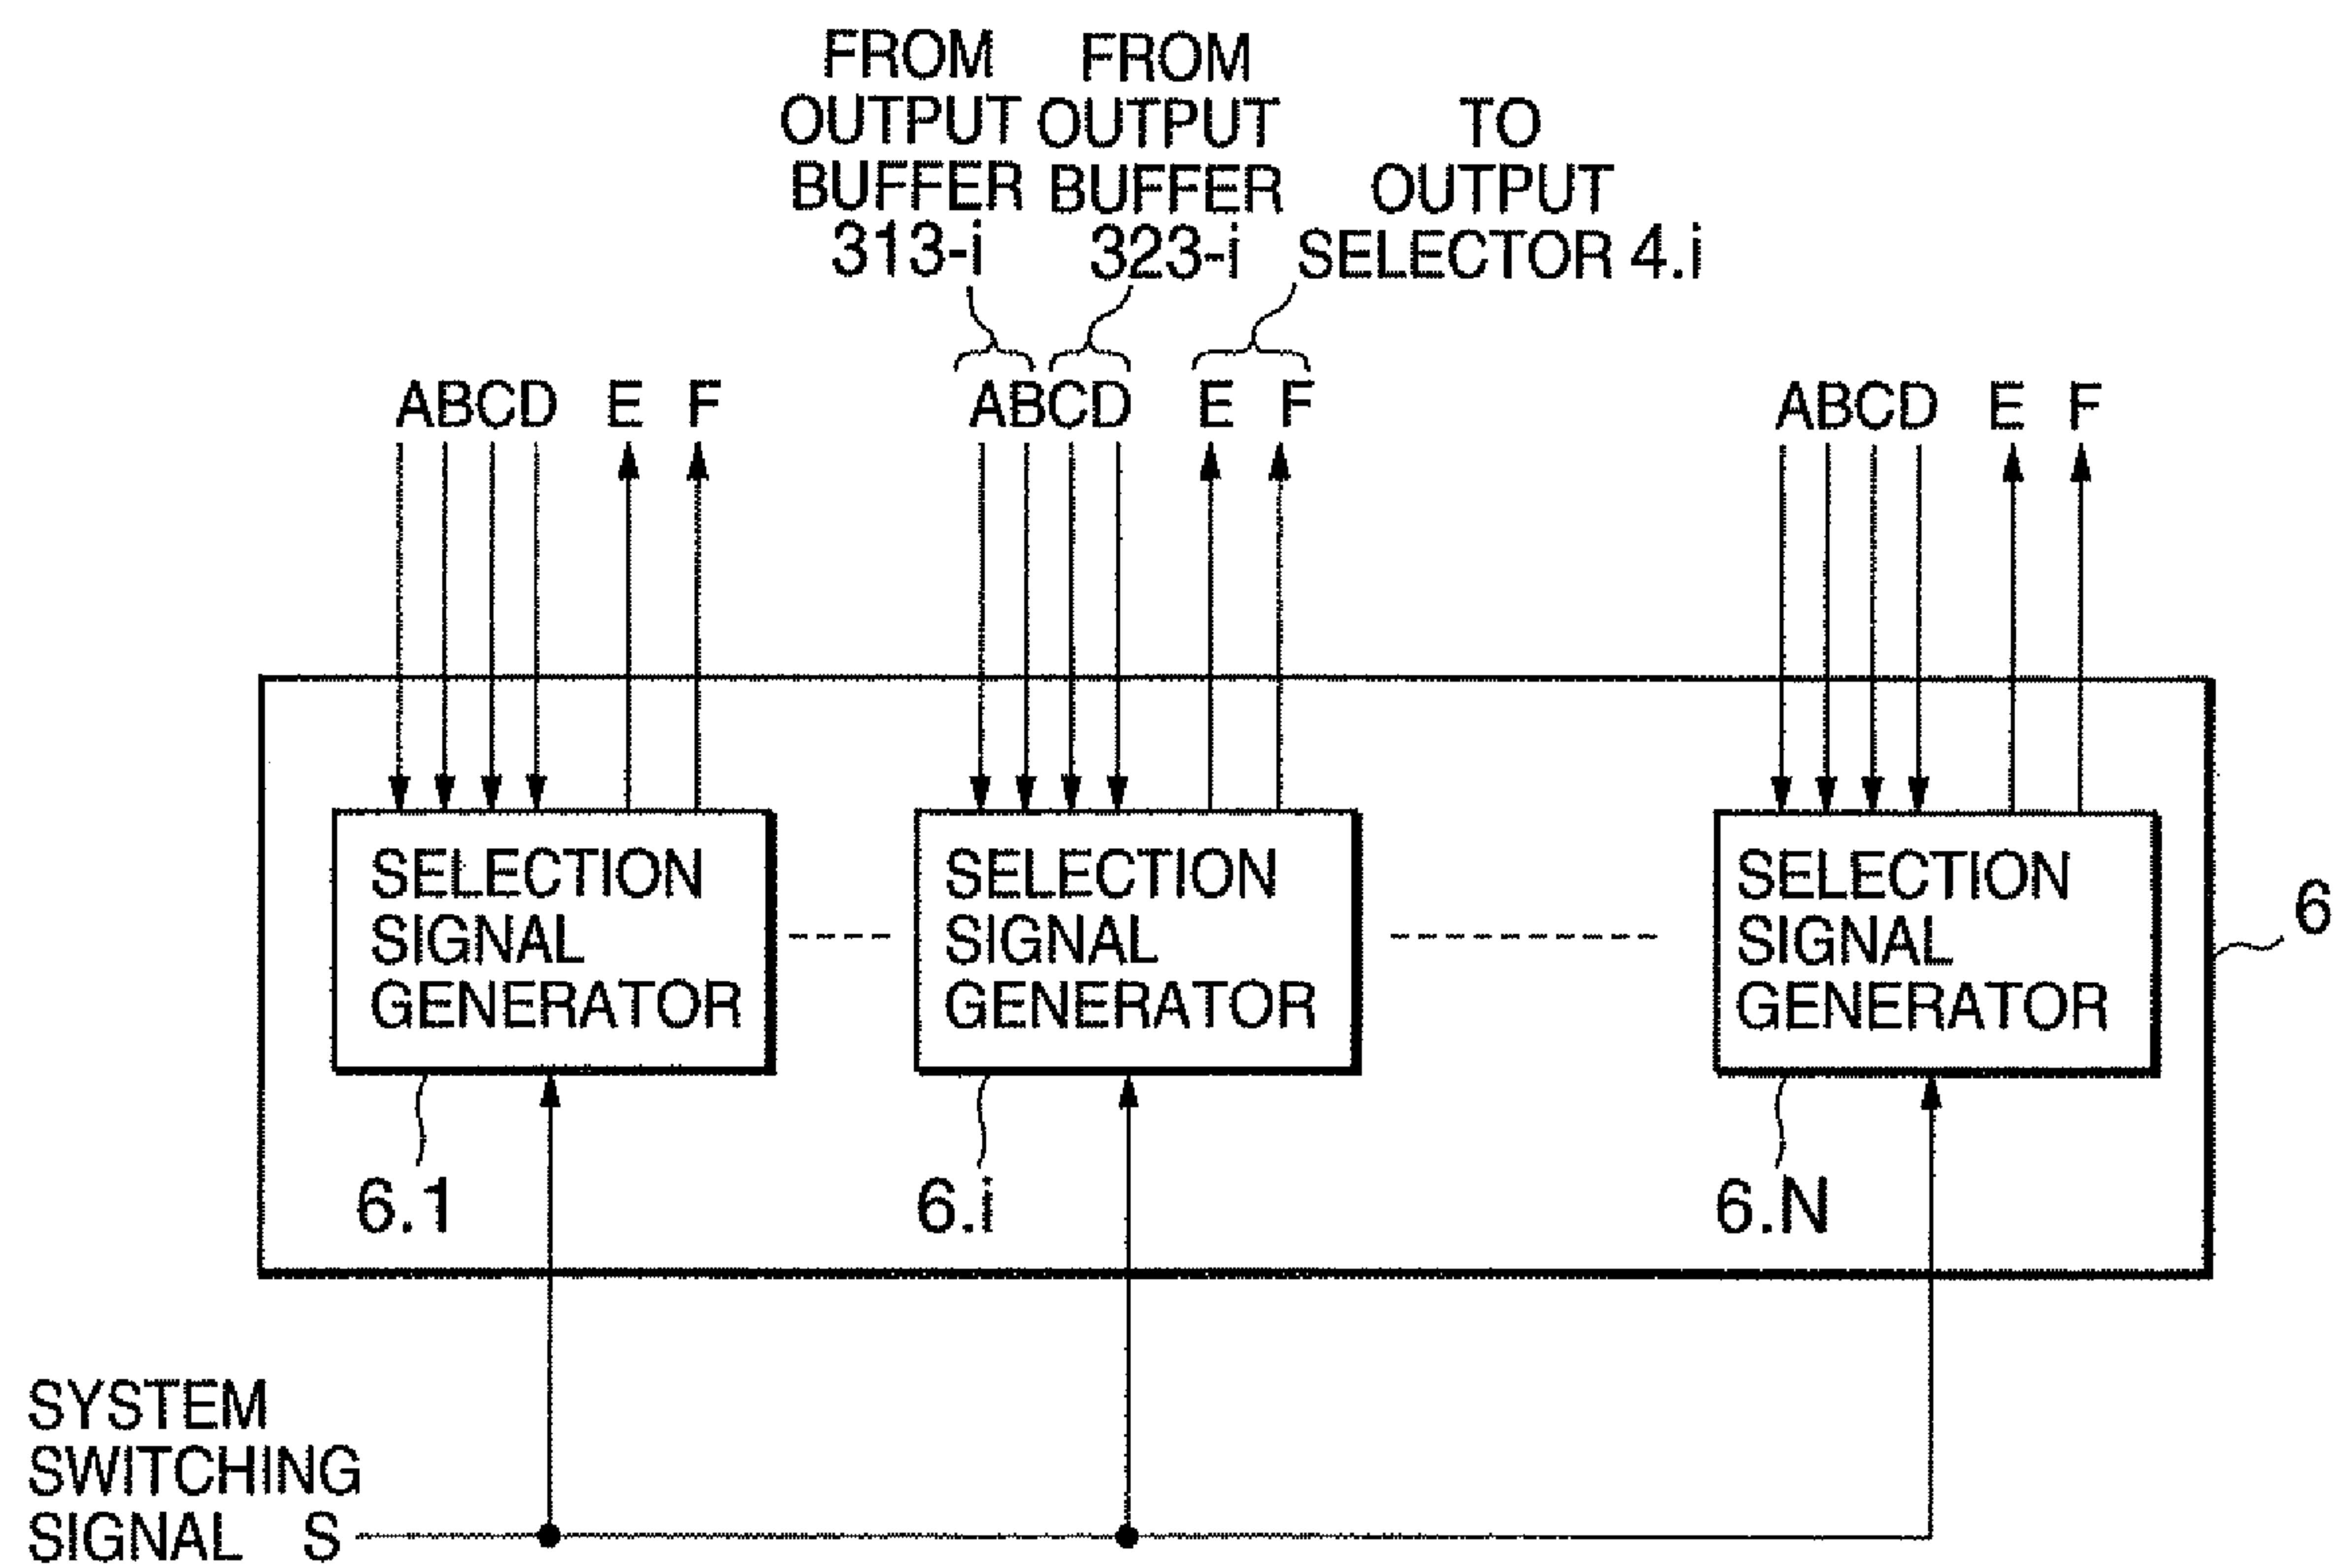 FROM
OUTPUT
BUFFER
313-i
FROM
OUTPUT
BUFFER
323-i
TO
OUTPUT
SELECTOR 4.i
ABCD E F
ABCD E F
ABCD E F
SELECTION
SIGNAL
GENERATOR
SELECTION
SIGNAL
GENERATOR
SELECTION
SIGNAL
GENERATOR
6
6.1
6.i
6.N
SYSTEM
SWITCHING
SIGNAL S